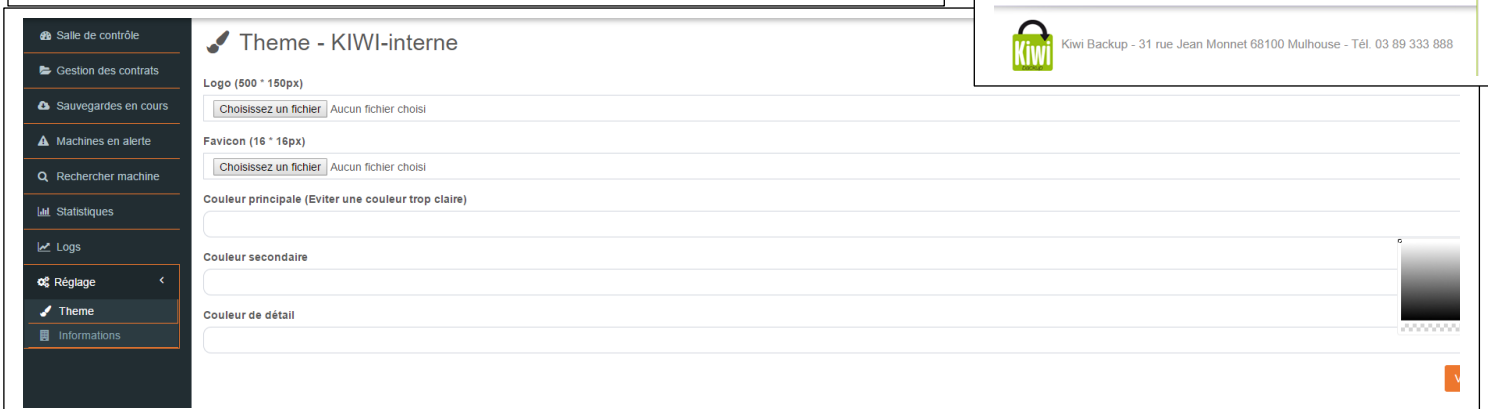 Salle de contrôle
Gestion des contrats
Sauvegardes en cours
Machines en alerte
Rechercher machine
Statistiques
Logs
Réglage
Theme
Informations
Theme - KIWI-interne
Logo (500 * 150px)
Choisissez un fichier Aucun fichier choisi
Favicon (16 * 16px)
Choisissez un fichier Aucun fichier choisi
Couleur principale (Eviter une couleur trop claire)
Couleur secondaire
Couleur de détail
Kiwi
backup
Kiwi Backup - 31 rue Jean Monnet 68100 Mulhouse - Tél. 03 89 333 888